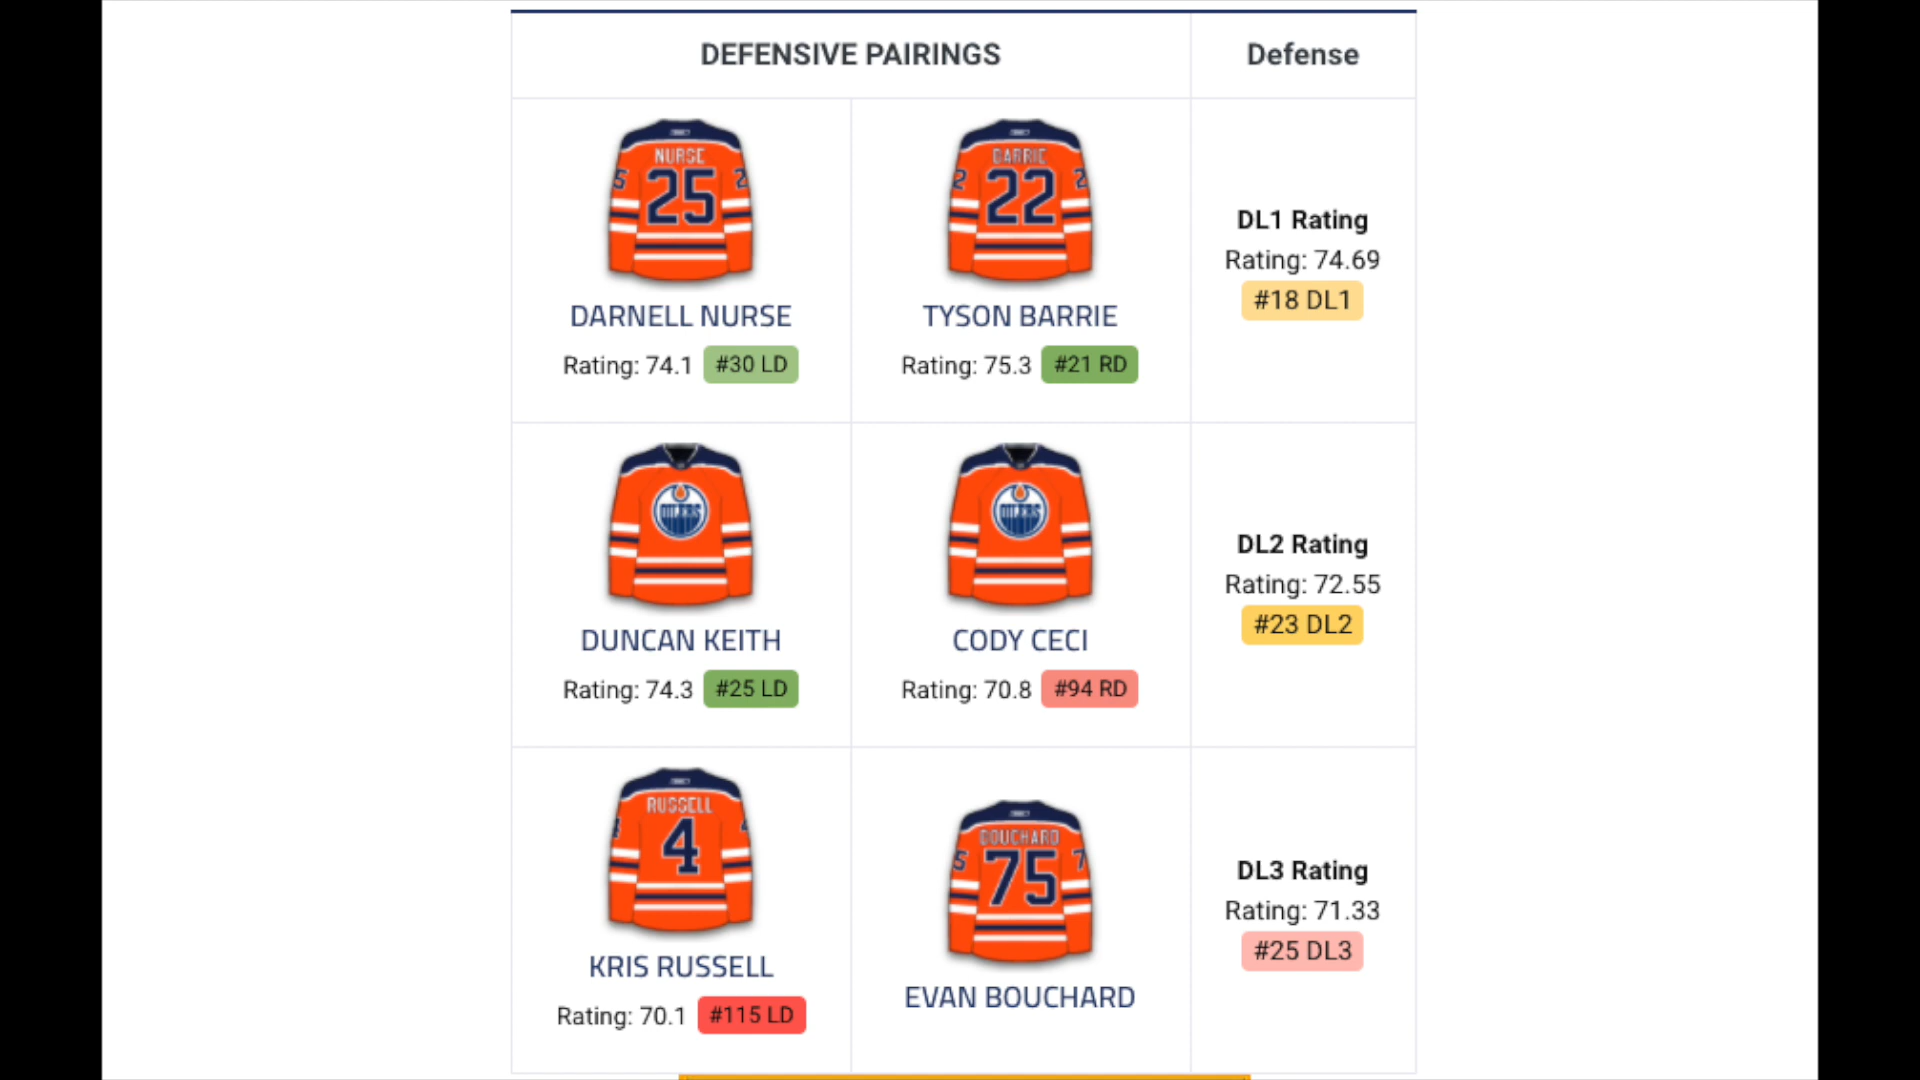 DEFENSIVE PAIRINGS
Defense
NURSE
25
BARRIE
22
DARNELL NURSE
Rating: 74.1 #30 LD
TYSON BARRIE
Rating: 75.3 #21 RD
DL1 Rating
Rating: 74.69
#18 DL1
OILERS
OILERS
DUNCAN KEITH
Rating: 74.3 #25 LD
CODY CECI
Rating: 70.8 #94 RD
DL2 Rating
Rating: 72.55
#23 DL2
RUSSELL
4
BOUCHARD
75
KRIS RUSSELL
Rating: 70.1 #115 LD
EVAN BOUCHARD
DL3 Rating
Rating: 71.33
#25 DL3